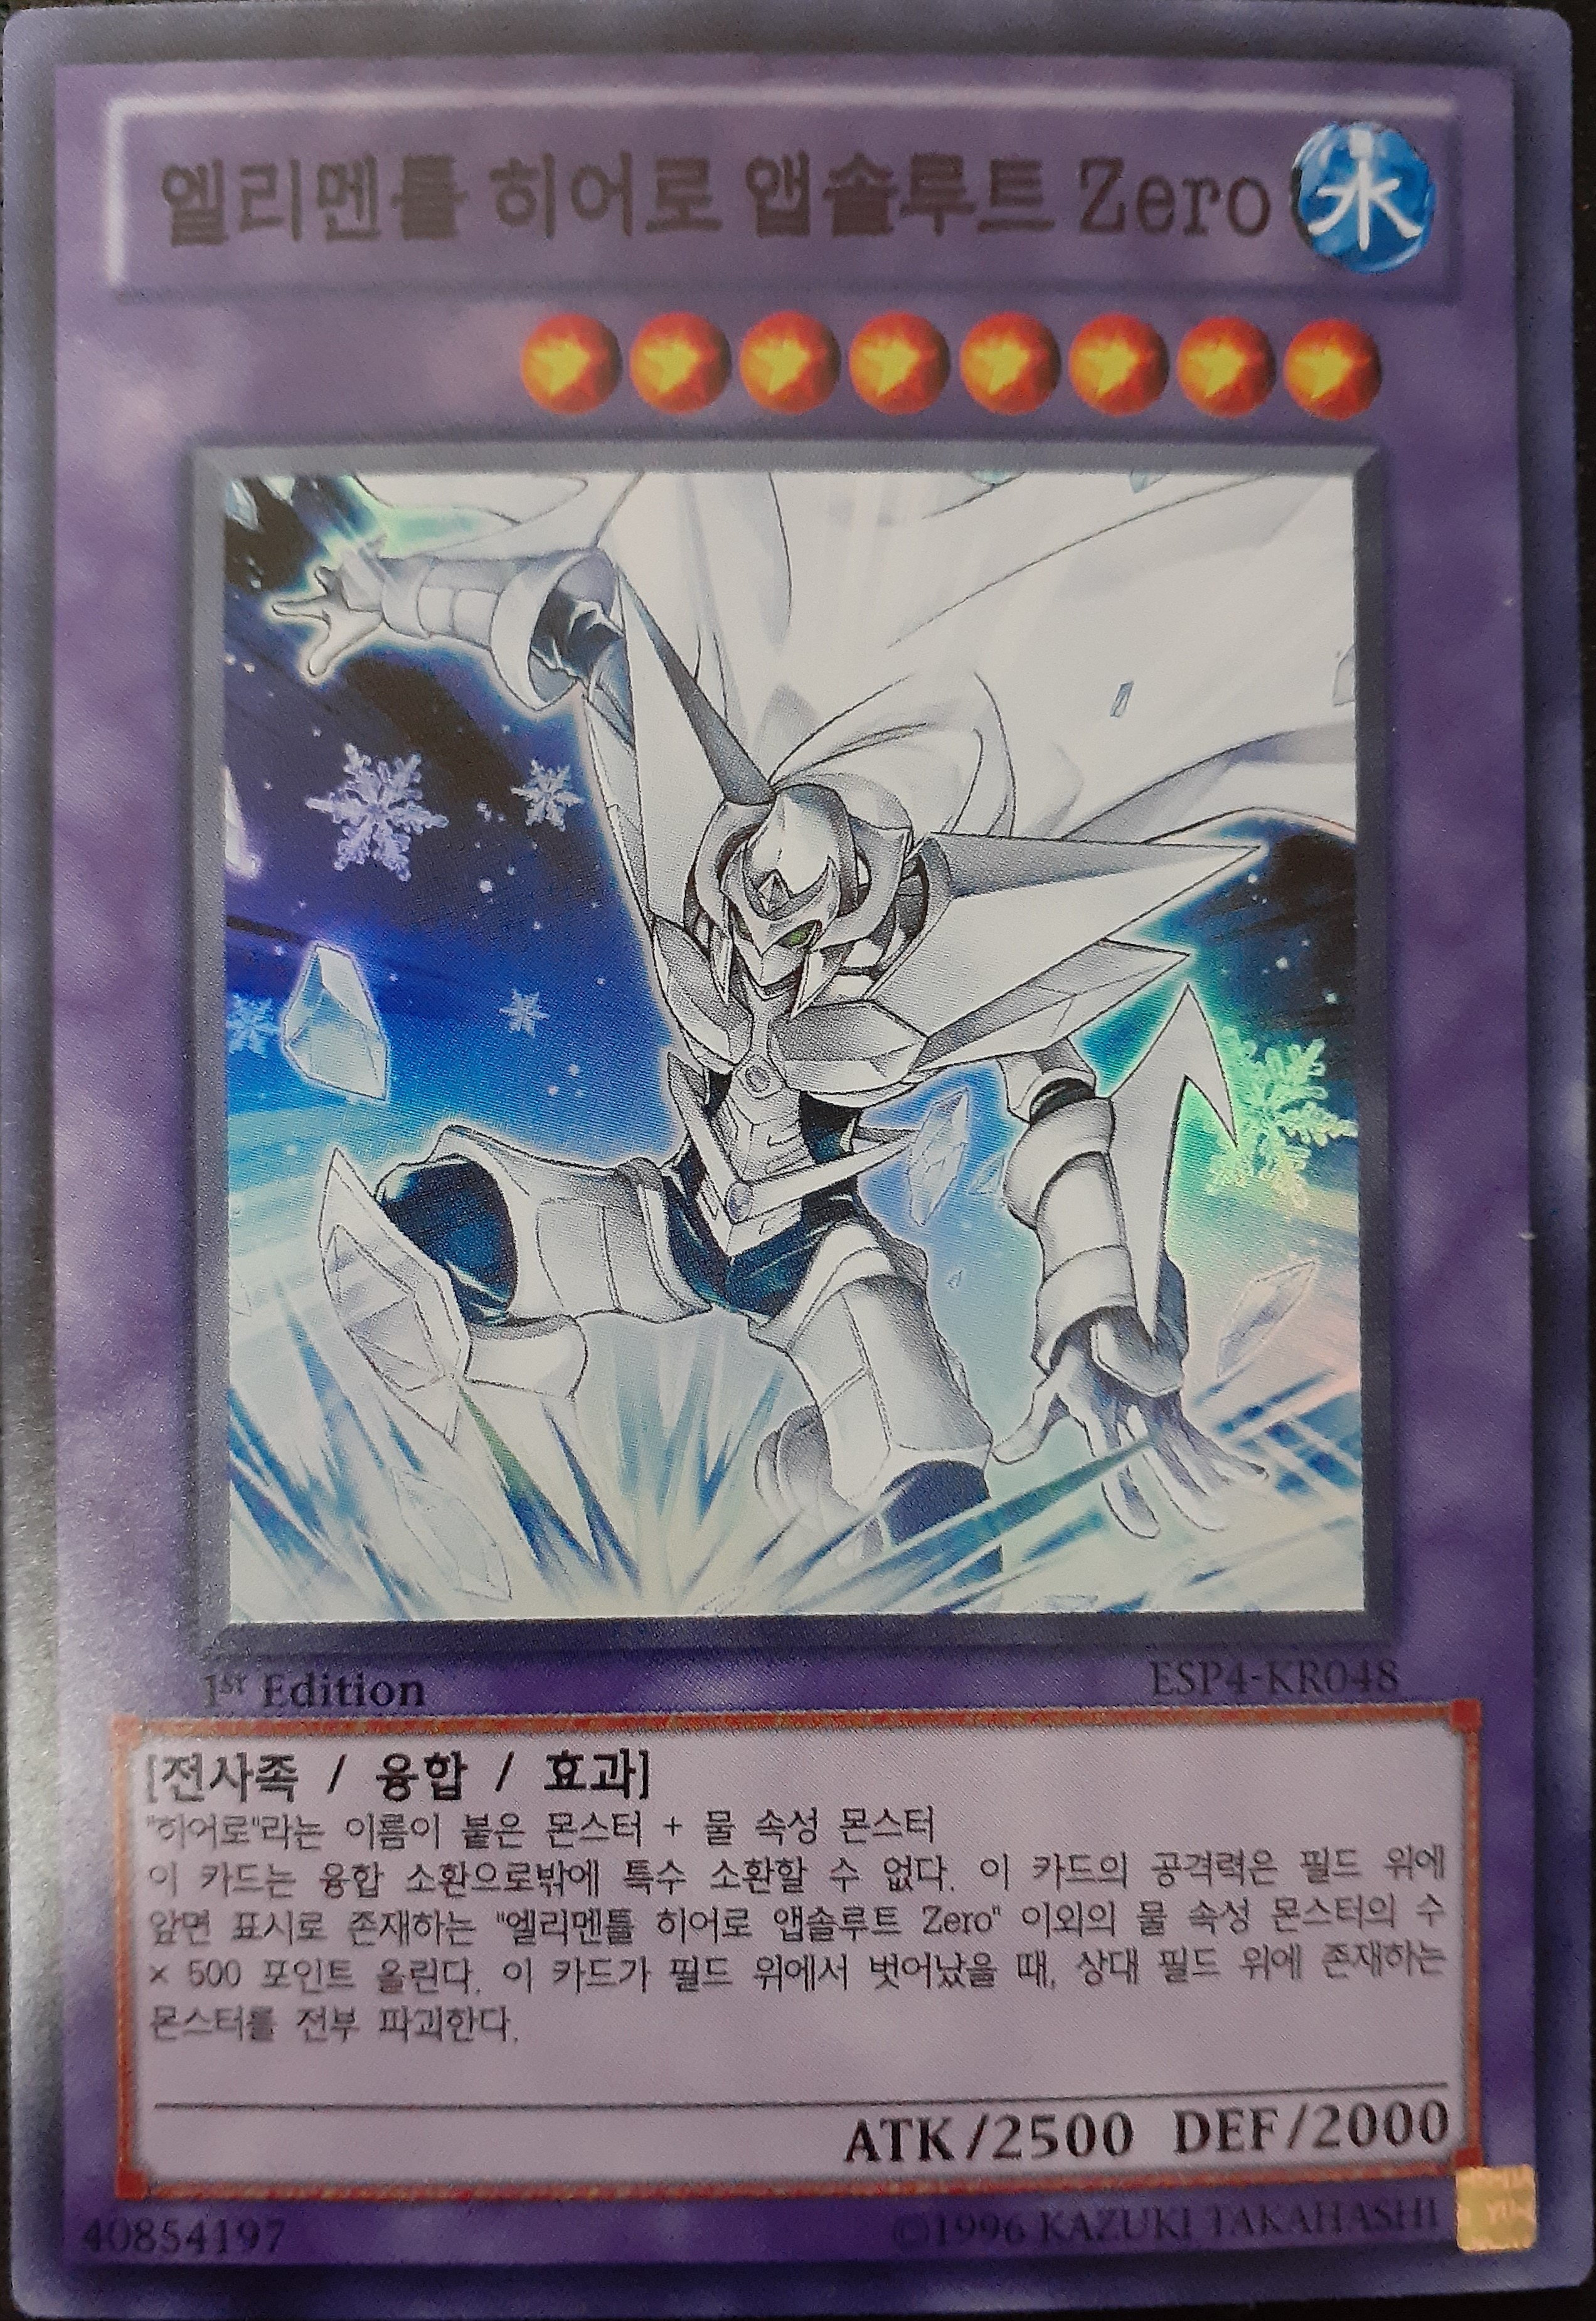 엘리멘틀 히어로 앱솔루트 Zero
水
1st Edition
ESP4-KR048
[전사족 / 융합 / 효과]
"히어로"라는 이름이 붙은 몬스터 + 물 속성 몬스터
이 카드는 융합 소환으로밖에 특수 소환할 수 없다. 이 카드의 공격력은 필드 위에
앞면 표시로 존재하는 "엘리멘틀 히어로 앱솔루트 Zero" 이외의 물 속성 몬스터의 수
× 500 포인트 올린다. 이 카드가 필드 위에서 벗어났을 때, 상대 필드 위에 존재하는
몬스터를 전부 파괴한다.
ATK/2500 DEF/2000
40854197
©1996 KAZUKI TAKAHASHI